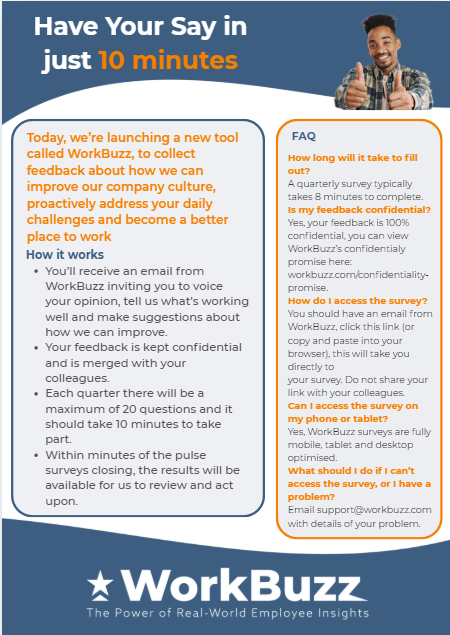 Have Your Say in
just 10 minutes
Today, we're launching a new tool
called WorkBuzz, to collect
feedback about how we can
improve our company culture,
proactively address your daily
challenges and become a better
place to work
How it works
• You'll receive an email from
WorkBuzz inviting you to voice
your opinion, tell us what's working
well and make suggestions about
how we can improve.
• Your feedback is kept confidential
and is merged with your
colleagues.
• Each quarter there will be a
maximum of 20 questions and it
should take 10 minutes to take
part.
• Within minutes of the pulse
surveys closing, the results will be
available for us to review and act
upon.
FAQ
How long will it take to fill
out?
A quarterly survey typically
takes 8 minutes to complete.
Is my feedback confidential?
Yes, your feedback is 100%
confidential, you can view
WorkBuzz's confidentialy
promise here:
workbuzz.com/confidentiality-
promise.
How do I access the survey?
You should have an email from
WorkBuzz, click this link (or
copy and paste into your
browser), this will take you
directly to
your survey. Do not share your
link with your colleagues.
Can I access the survey on
my phone or tablet?
Yes, WorkBuzz surveys are fully
mobile, tablet and desktop
optimised.
What should I do if I can't
access the survey, or I have a
problem?
Email support@workbuzz.com
with details of your problem.
WorkBuzz
The Power of Real-World Employee Insights